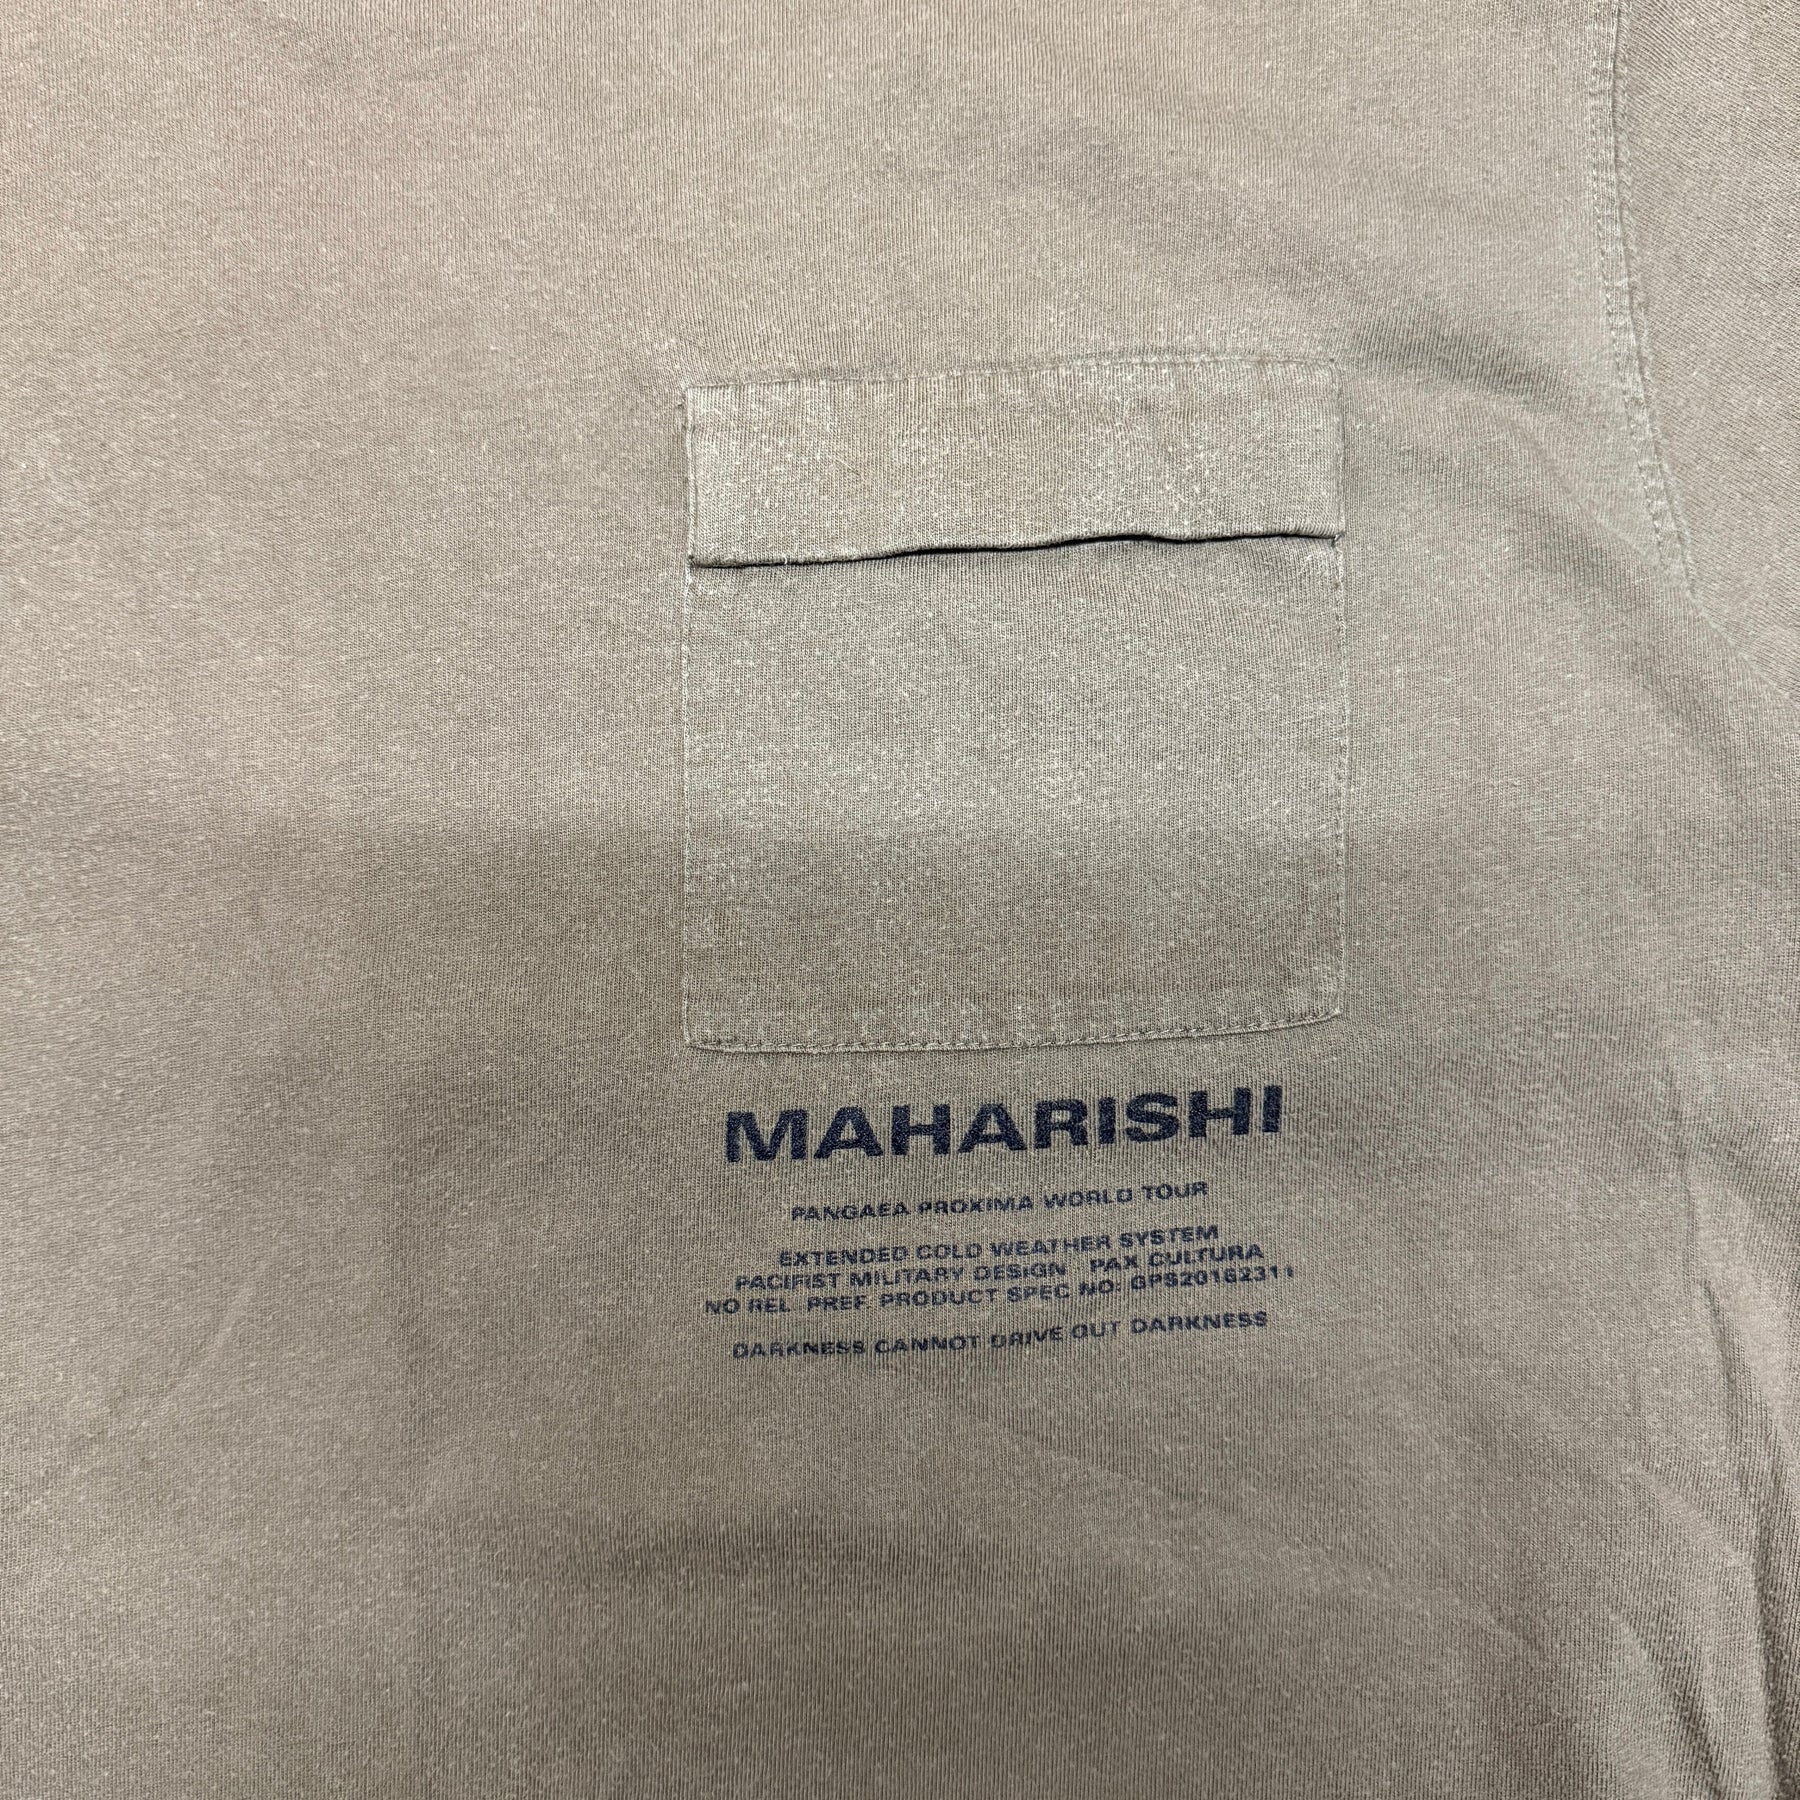 MAHARISHI
PANGAEA PROXIMA WORLD TOUR
EXTENDED COLD WEATHER SYSTEM
PACIFIST MILITARY DESIGN PAX CULTURA
NO REL. PREF. PRODUCT SPEC NO: GPS20162311
DARKNESS CANNOT DRIVE OUT DARKNESS